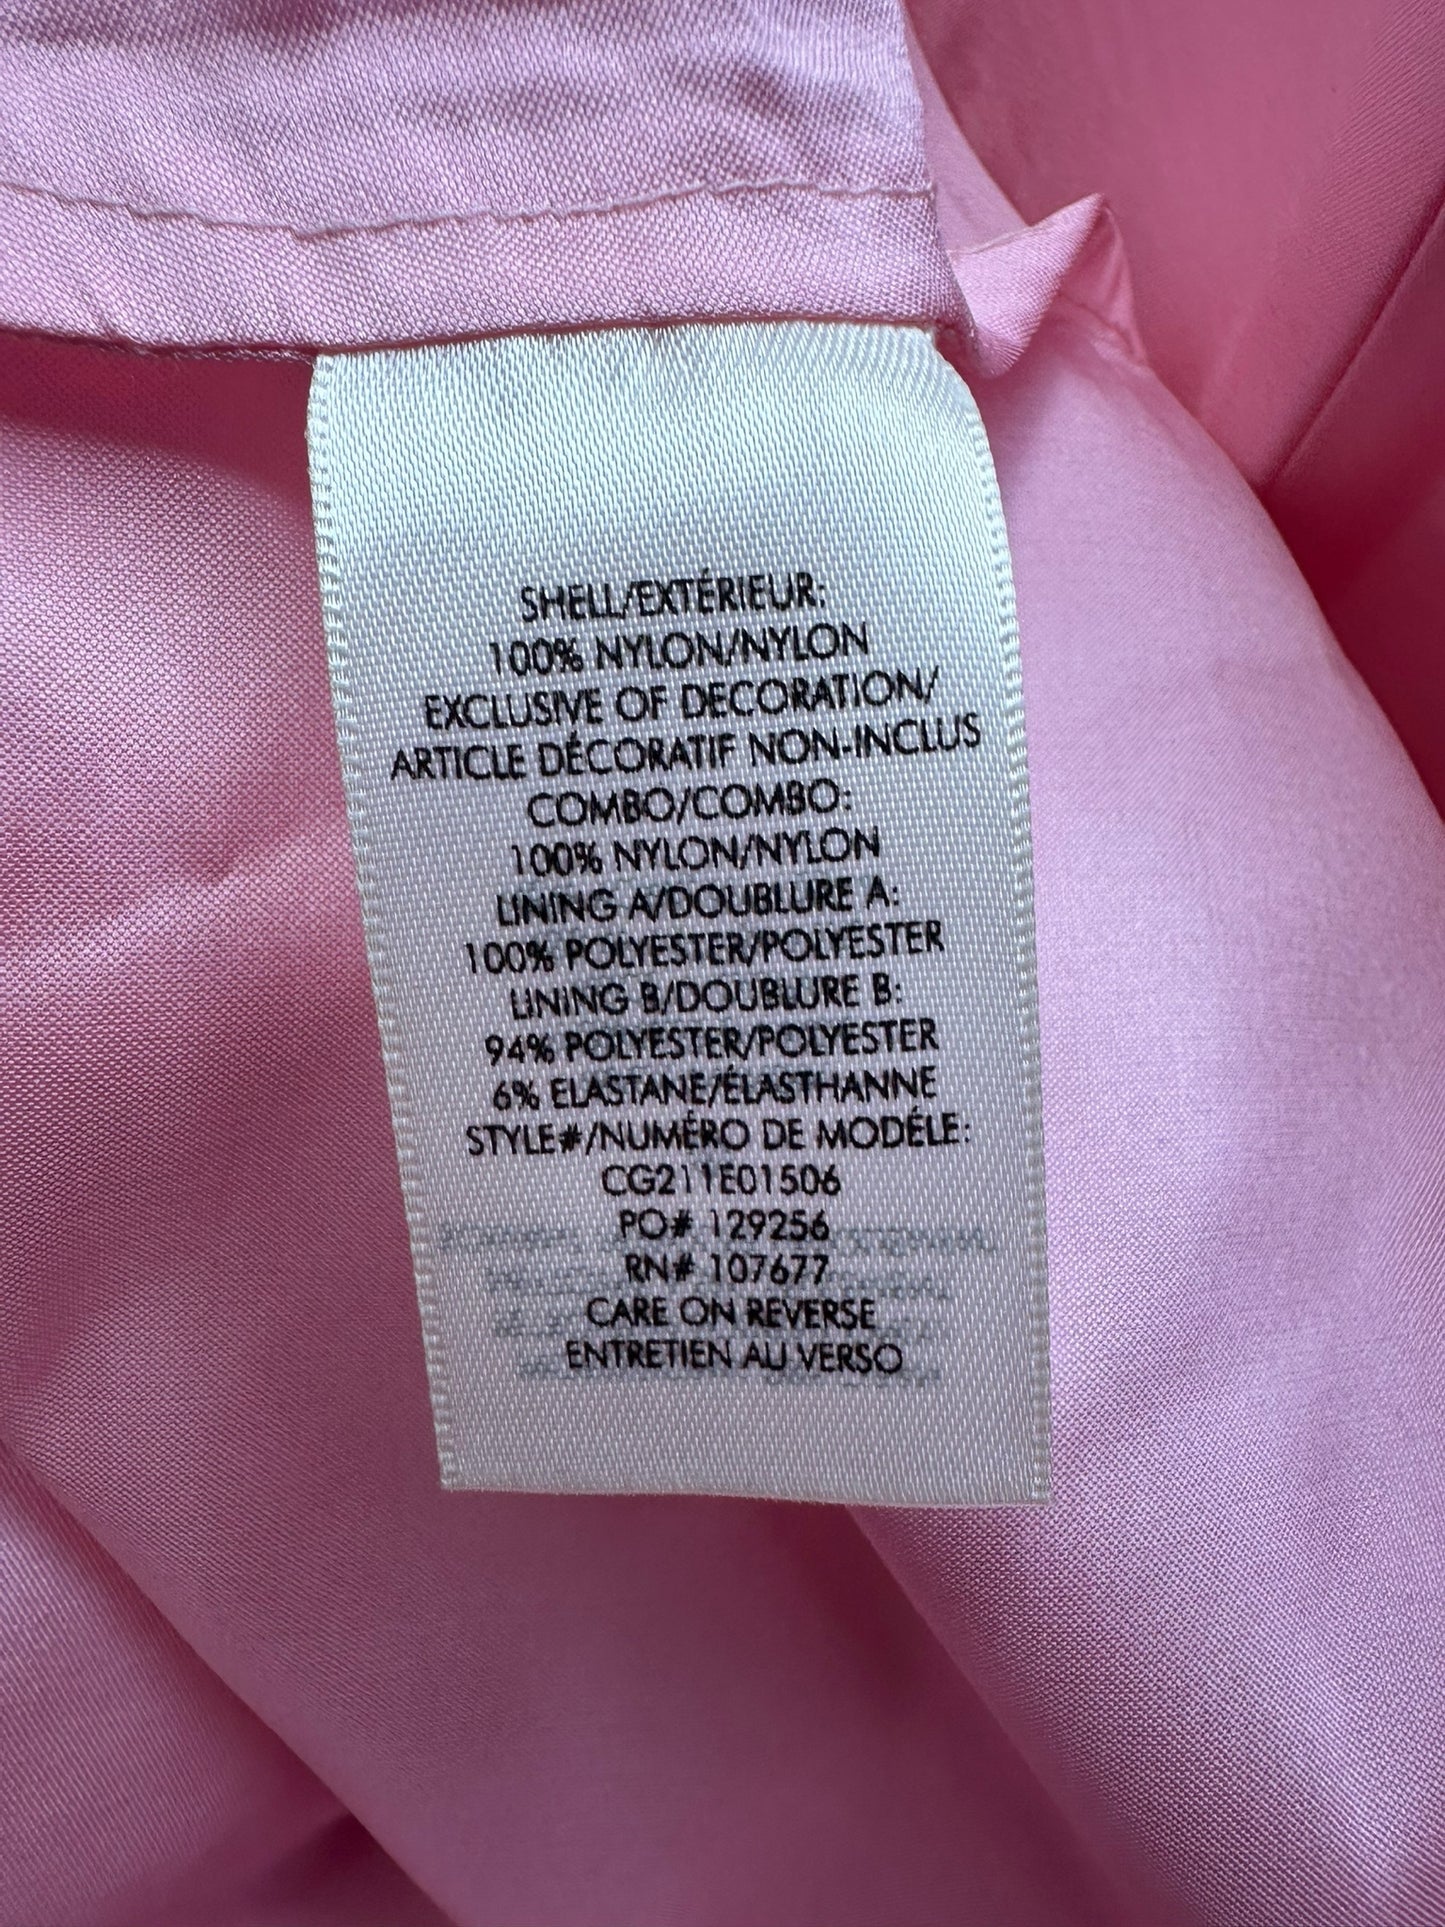 SHELL/EXTÉRIEUR:
100% NYLON/NYLON
EXCLUSIVE OF DECORATION/
ARTICLE DÉCORATIF NON-INCLUS
COMBO/COMBO:
100% NYLON/NYLON
LINING A/DOUBLURE A:
100% POLYESTER/POLYESTER
LINING B/DOUBLURE B:
94% POLYESTER/POLYESTER
6% ELASTANE/ÉLASTHANNE
STYLE#/NUMÉRO DE MODÉLE:
CG211E01506
PO# 129256
RN# 107677
CARE ON REVERSE
ENTRETIEN AU VERSO